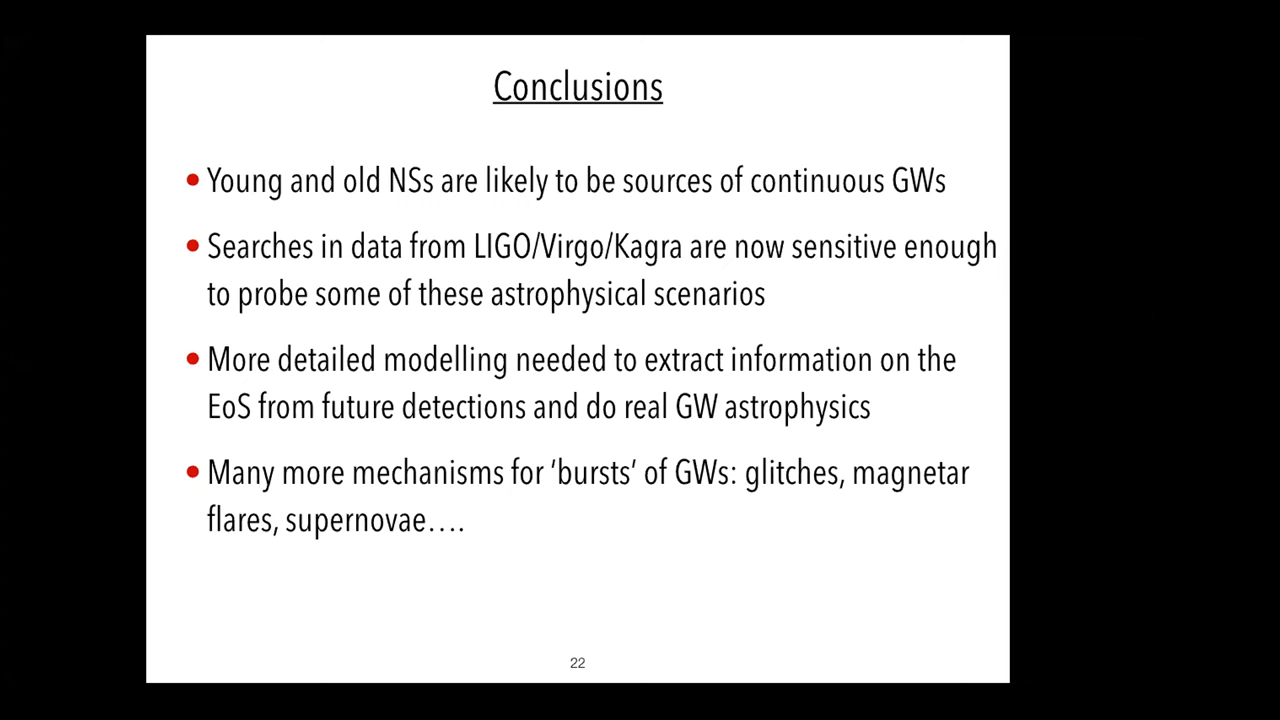 Conclusions
• Young and old NSs are likely to be sources of continuous GWs
• Searches in data from LIGO/Virgo/Kagra are now sensitive enough
to probe some of these astrophysical scenarios
• More detailed modelling needed to extract information on the
EoS from future detections and do real GW astrophysics
• Many more mechanisms for ‘bursts’ of GWs: glitches, magnetar
flares, supernovae….
22